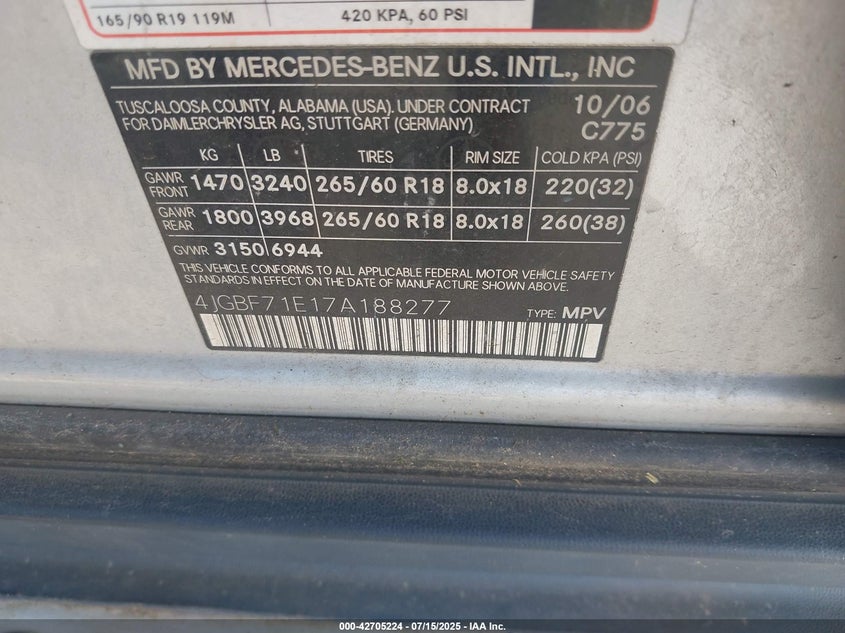 165/90 R19 119M 420 KPA, 60 PSI
MFD BY MERCEDES-BENZ U.S. INTL., INC
TUSCALOOSA COUNTY, ALABAMA (USA). UNDER CONTRACT 10/06
FOR DAIMLERCHRYSLER AG, STUTTGART (GERMANY) C775
KG LB TIRES RIM SIZE COLD KPA (PSI)
GAWR FRONT 1470 3240 265/60 R18 8.0x18 220(32)
GAWR REAR 1800 3968 265/60 R18 8.0x18 260(38)
GVWR 3150 6944
THIS VEHICLE CONFORMS TO ALL APPLICABLE FEDERAL MOTOR VEHICLE SAFETY
STANDARDS IN EFFECT ON THE DATE OF MANUFACTURE SHOWN ABOVE.
4JGBF71E17A188277 TYPE: MPV
000-42705224 | 07/15/2025 - IAA Inc.